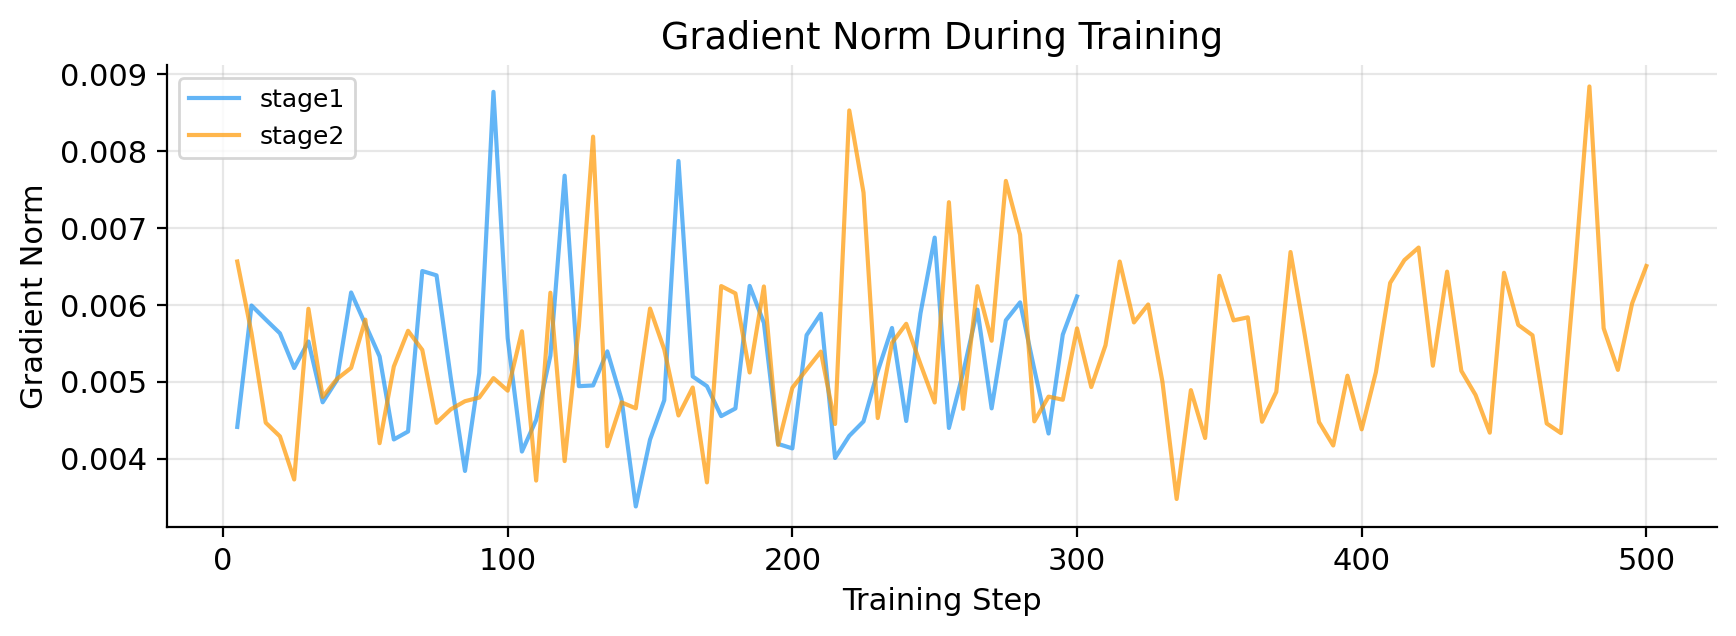 Gradient Norm During Training
stage1
stage2
Gradient Norm
0.009
0.008
0.007
0.006
0.005
0.004
0 100 200 300 400 500
Training Step